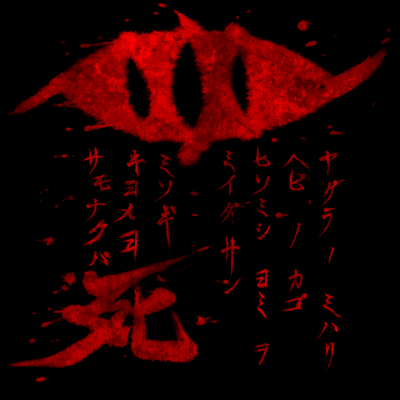 ヤグラノ ミハリ
ヘビノ カゴ
ヒソミシ ヨミ ヲ
ミイダサン
ミソギ
キヨメヨ
サモナクバ
死